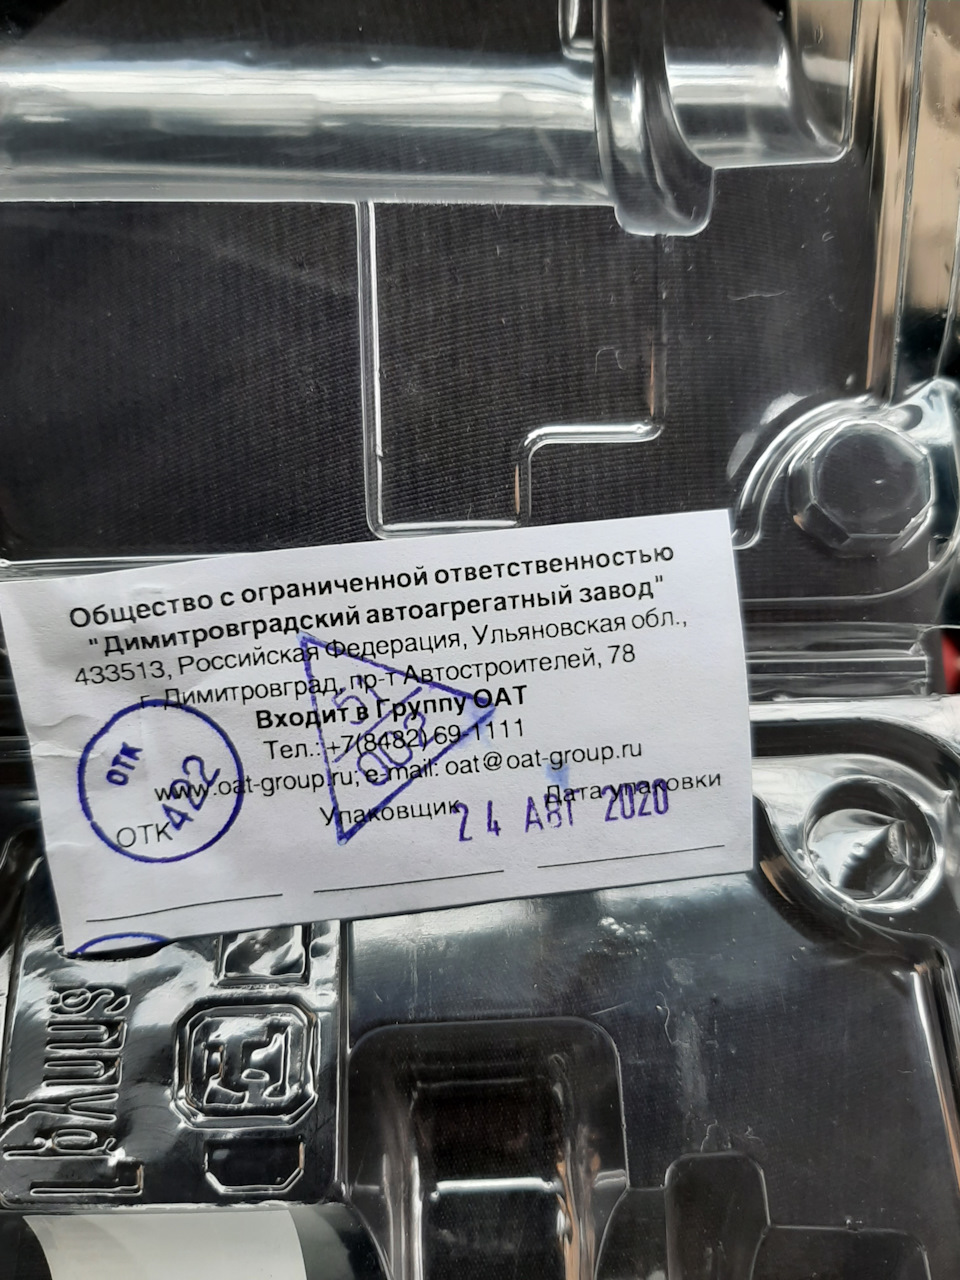 Общество с ограниченной ответственностью
"Димитровградский автоагрегатный завод"
433513, Российская Федерация, Ульяновская обл.,
г. Димитровград, пр-т Автостроителей, 78
Входит в Группу ОАТ
Тел.: +7(8482) 69-1111
www.oat-group.ru; e-mail: oat@oat-group.ru
ОТК Упаковщик Дата упаковки
ОТК
422
51
003
24 АВГ 2020